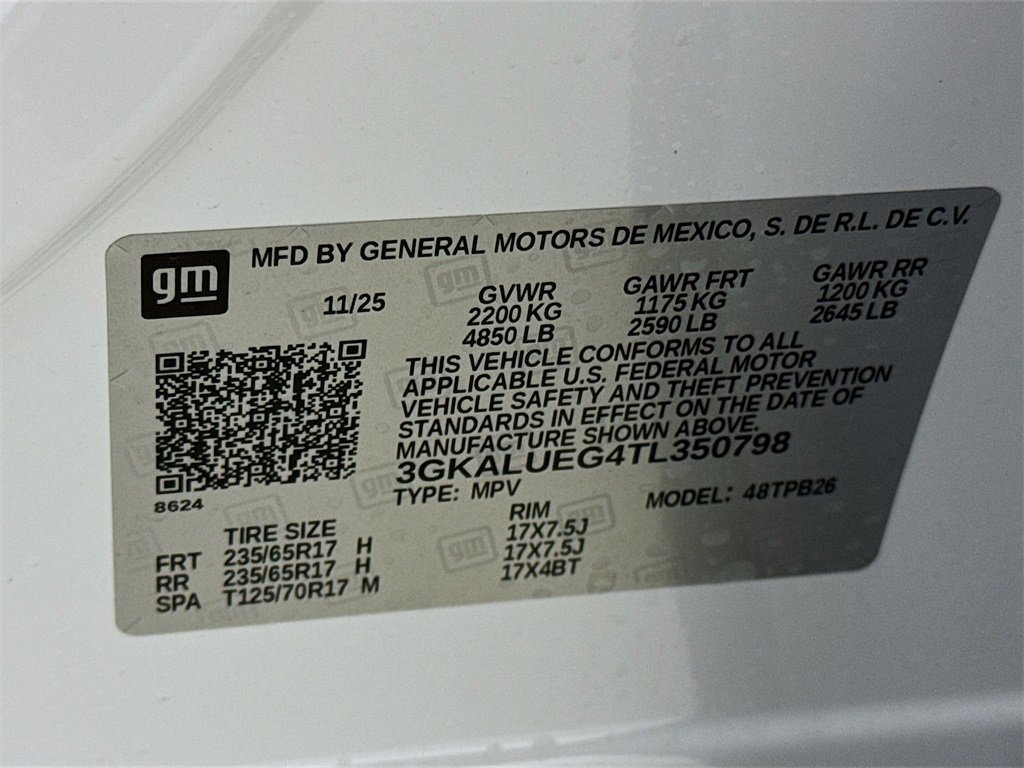 gm
MFD BY GENERAL MOTORS DE MEXICO, S. DE R.L. DE C.V.
11/25 GVWR GAWR FRT GAWR RR
2200 KG 1175 KG 1200 KG
4850 LB 2590 LB 2645 LB
THIS VEHICLE CONFORMS TO ALL
APPLICABLE U.S. FEDERAL MOTOR
VEHICLE SAFETY AND THEFT PREVENTION
STANDARDS IN EFFECT ON THE DATE OF
MANUFACTURE SHOWN ABOVE.
3GKALUEG4TL350798
8624
TYPE: MPV MODEL: 48TPB26
TIRE SIZE RIM
FRT 235/65R17 H 17X7.5J
RR 235/65R17 H 17X7.5J
SPA T125/70R17 M 17X4BT